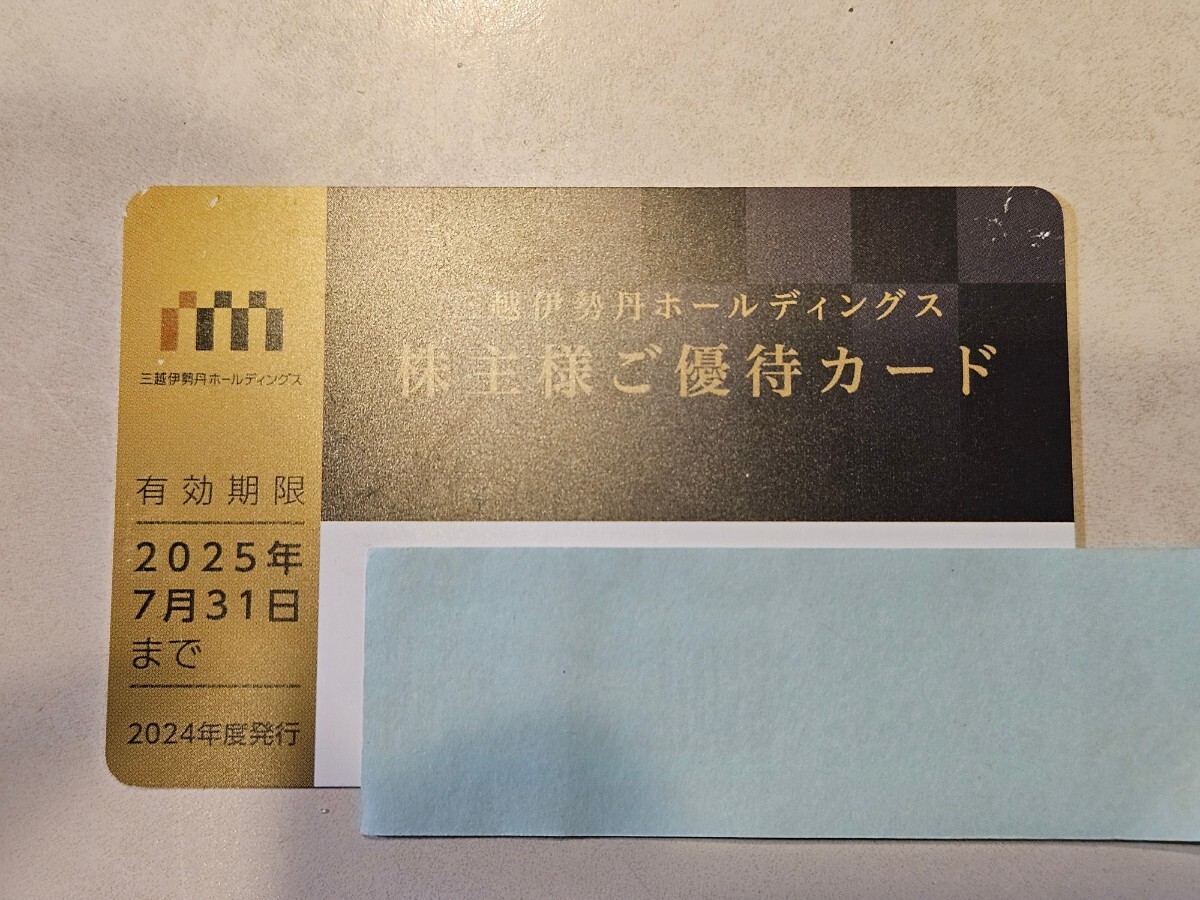 三越伊勢丹ホールディングス
有効期限
2025年
7月31日
まで
2024年度発行
三越伊勢丹ホールディングス
株主様ご優待カード